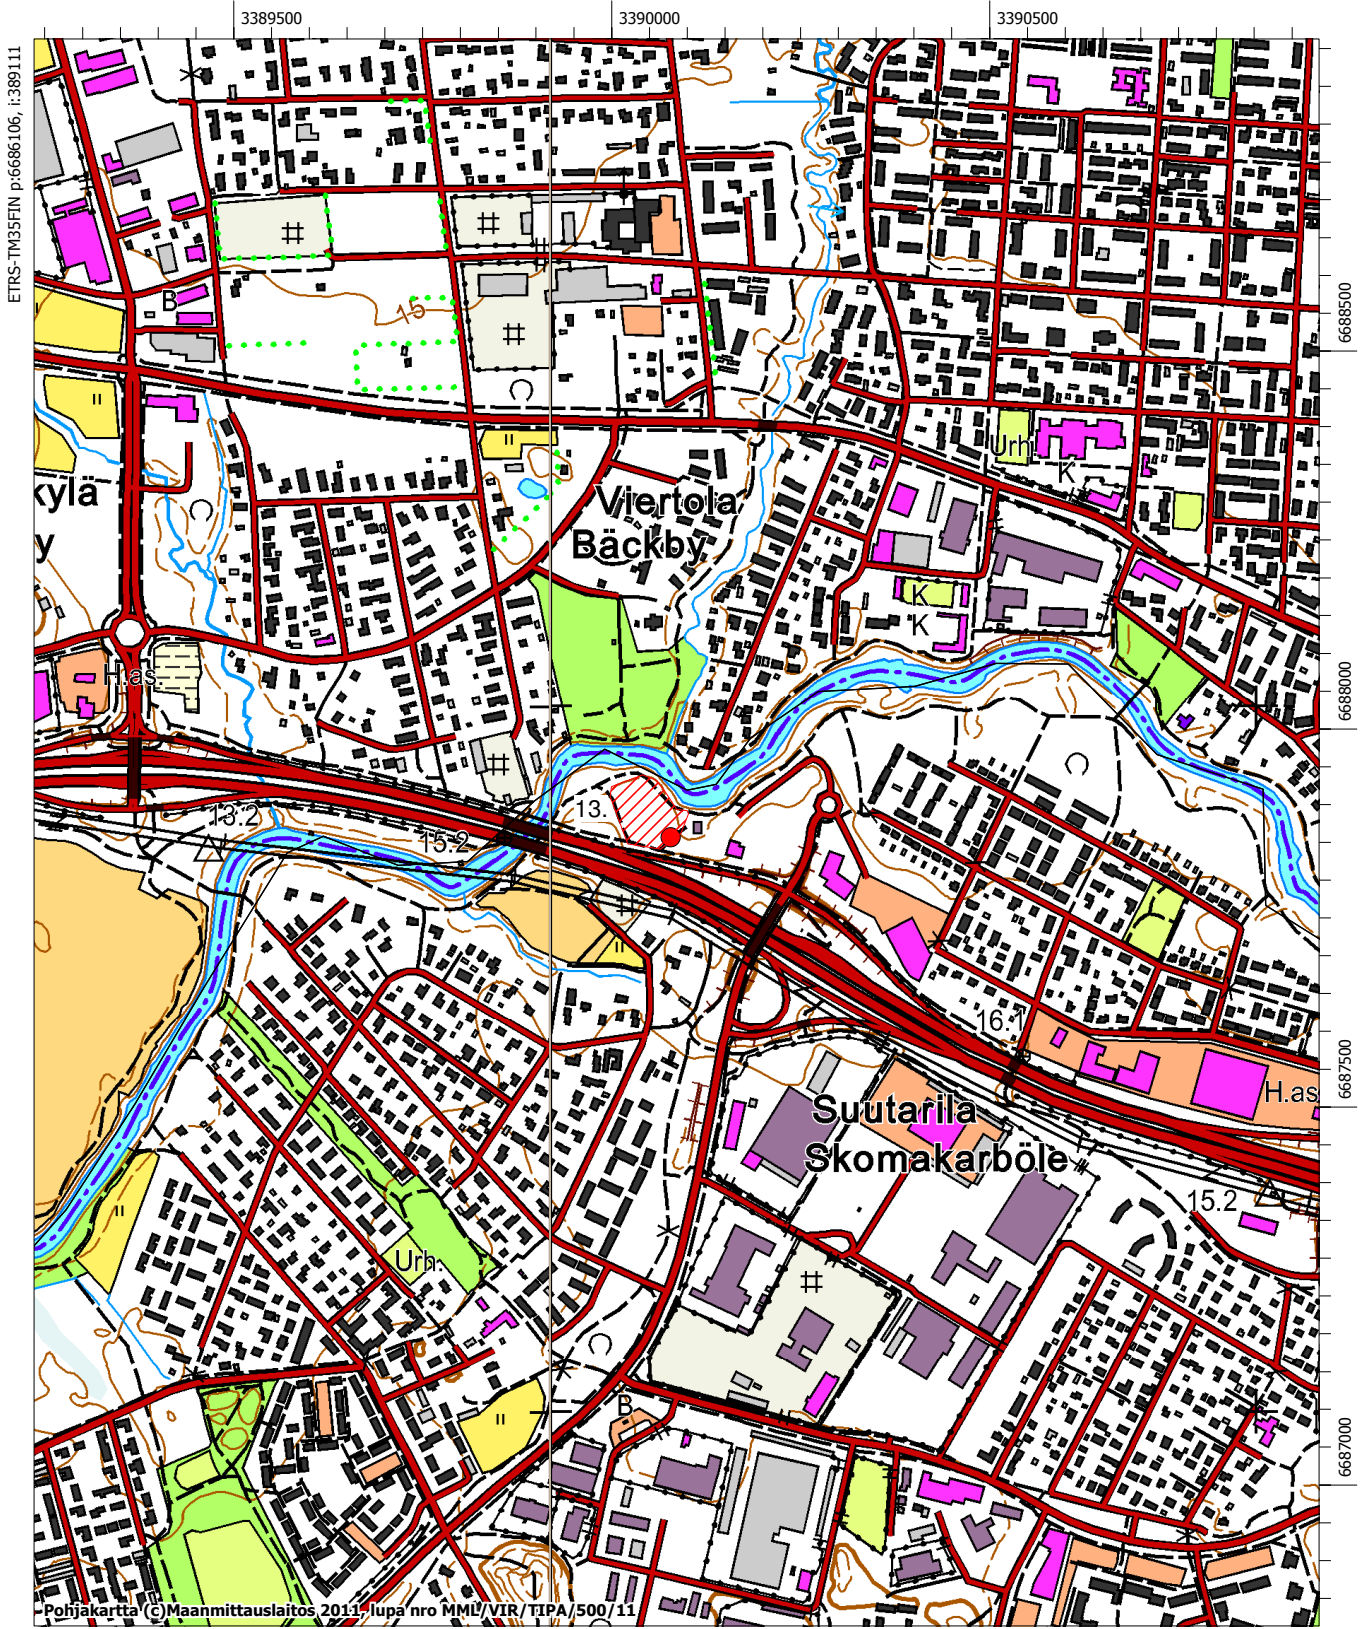 3389500
3390000
3390500
ETRS-TM35FIN p:6686106, i:389111
15
B
6688500
Urh.
K
kylä
y
Viertola
Bäckby
K
K
H.as.
6688000
13.2
15.2
13.
16.1
6687500
H.as
Suutarila
Skomakarböle
15.2
Urh.
B
6687000
Pohjakartta (c)Maanmittauslaitos 2011, lupa nro MML/VIR/TIPA/500/11